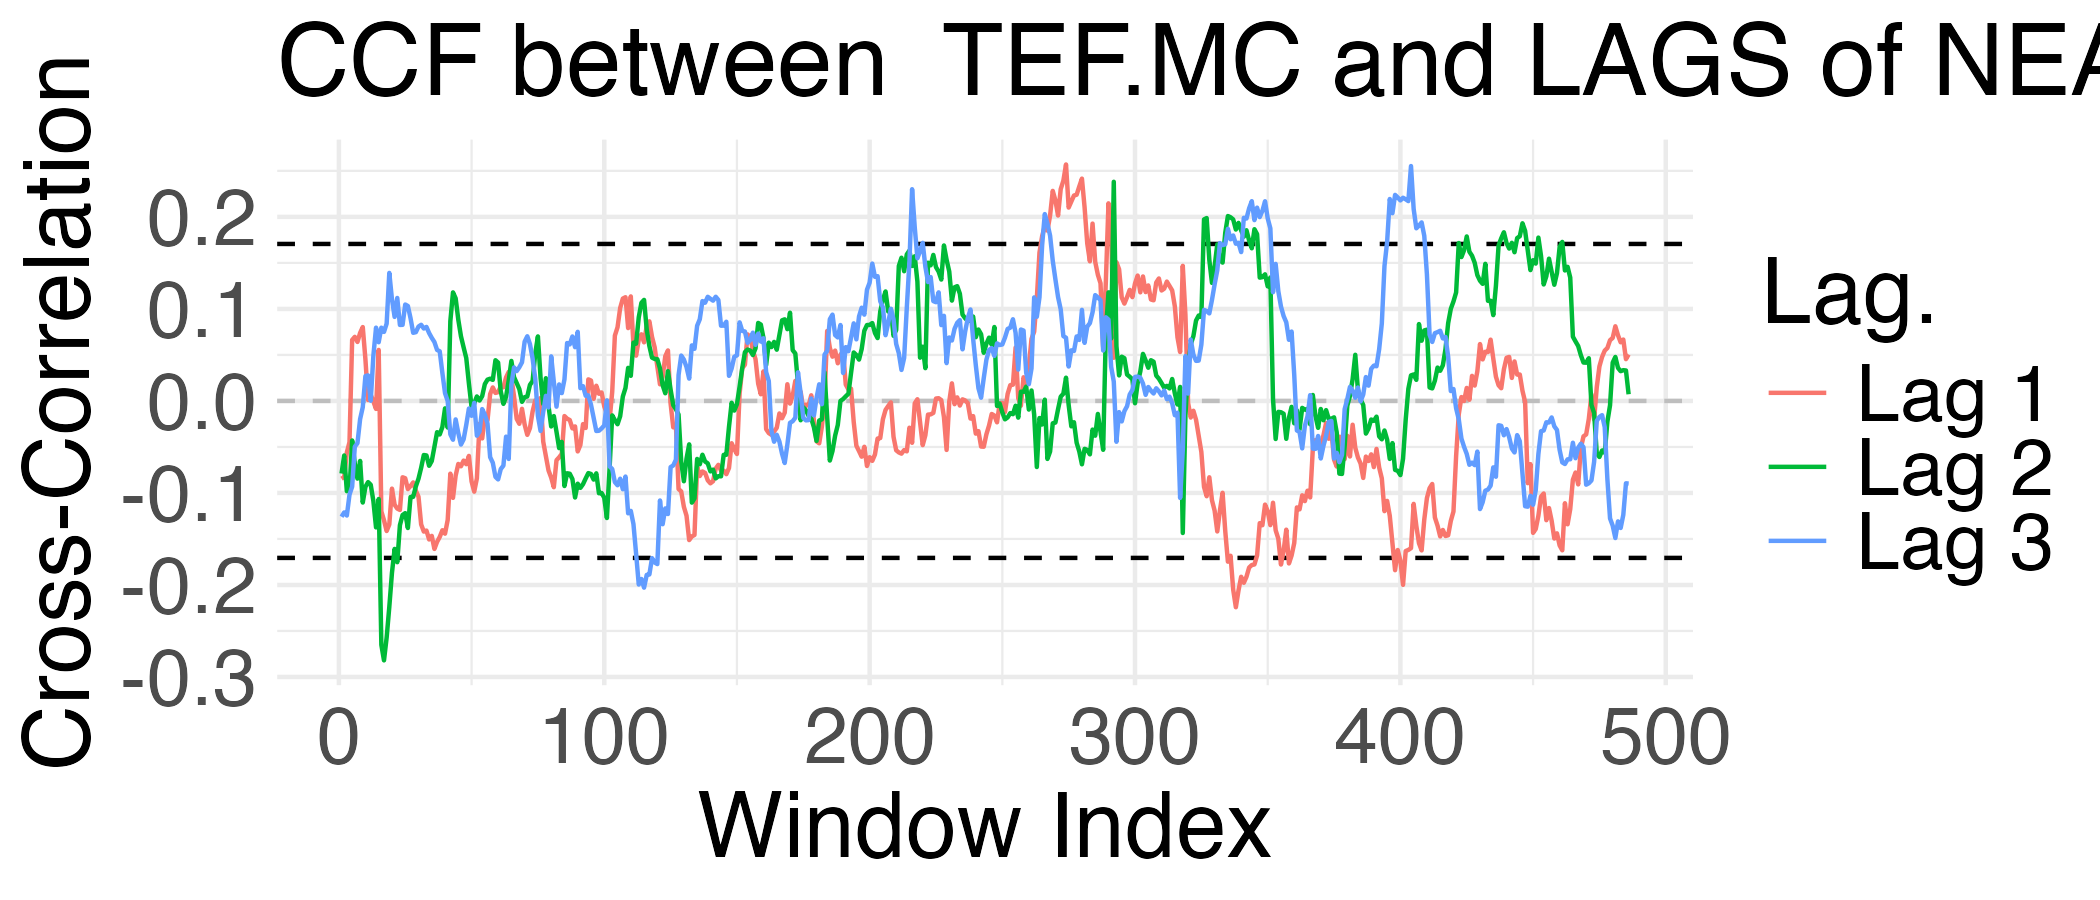 CCF between TEF.MC and LAGS of NEA
Cross-Correlation
0.2
0.1
0.0
-0.1
-0.2
-0.3
0 100 200 300 400 500
Window Index
Lag.
Lag 1
Lag 2
Lag 3